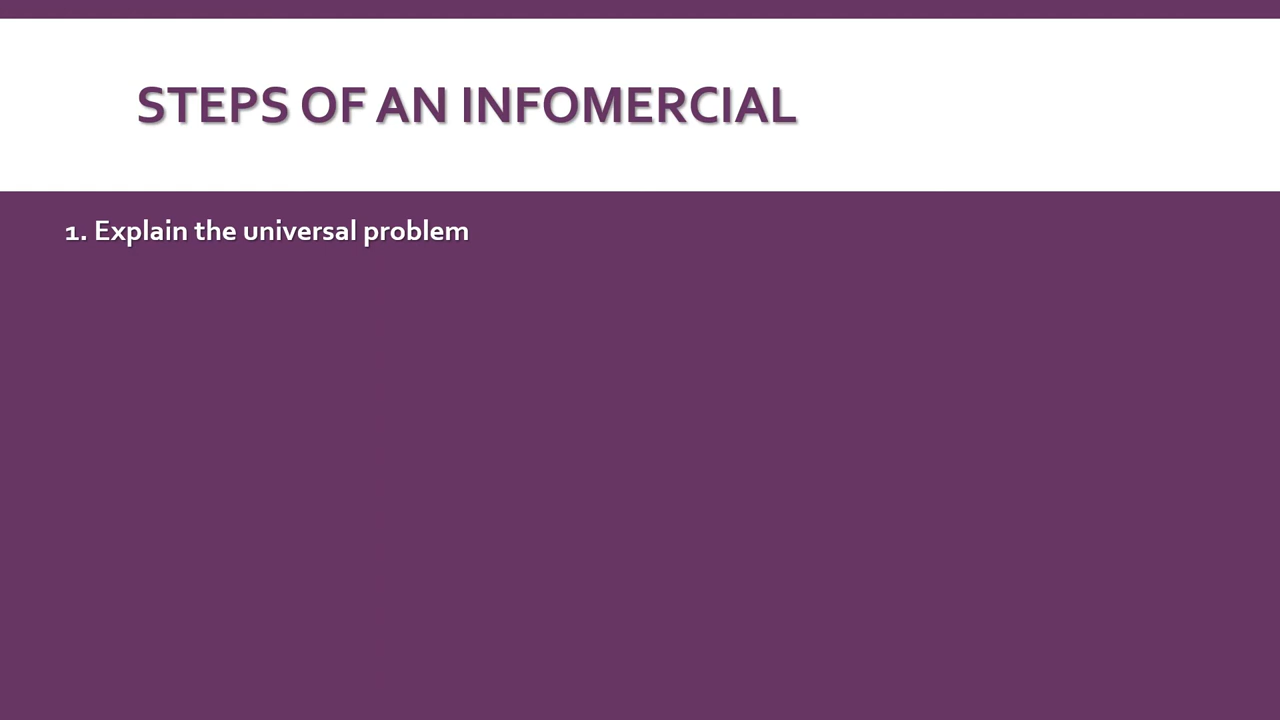 STEPS OF AN INFOMERCIAL
1. Explain the universal problem